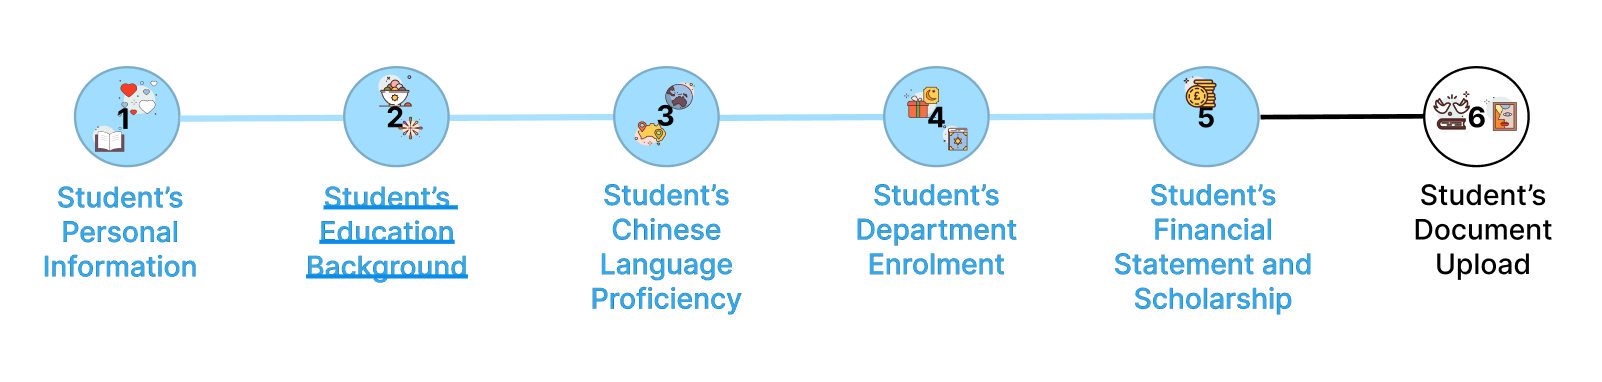 1
Student's
Personal
Information
2
Student's
Education
Background
3
Student's
Chinese
Language
Proficiency
4
Student's
Department
Enrolment
5
Student's
Financial
Statement and
Scholarship
6
Student's
Document
Upload